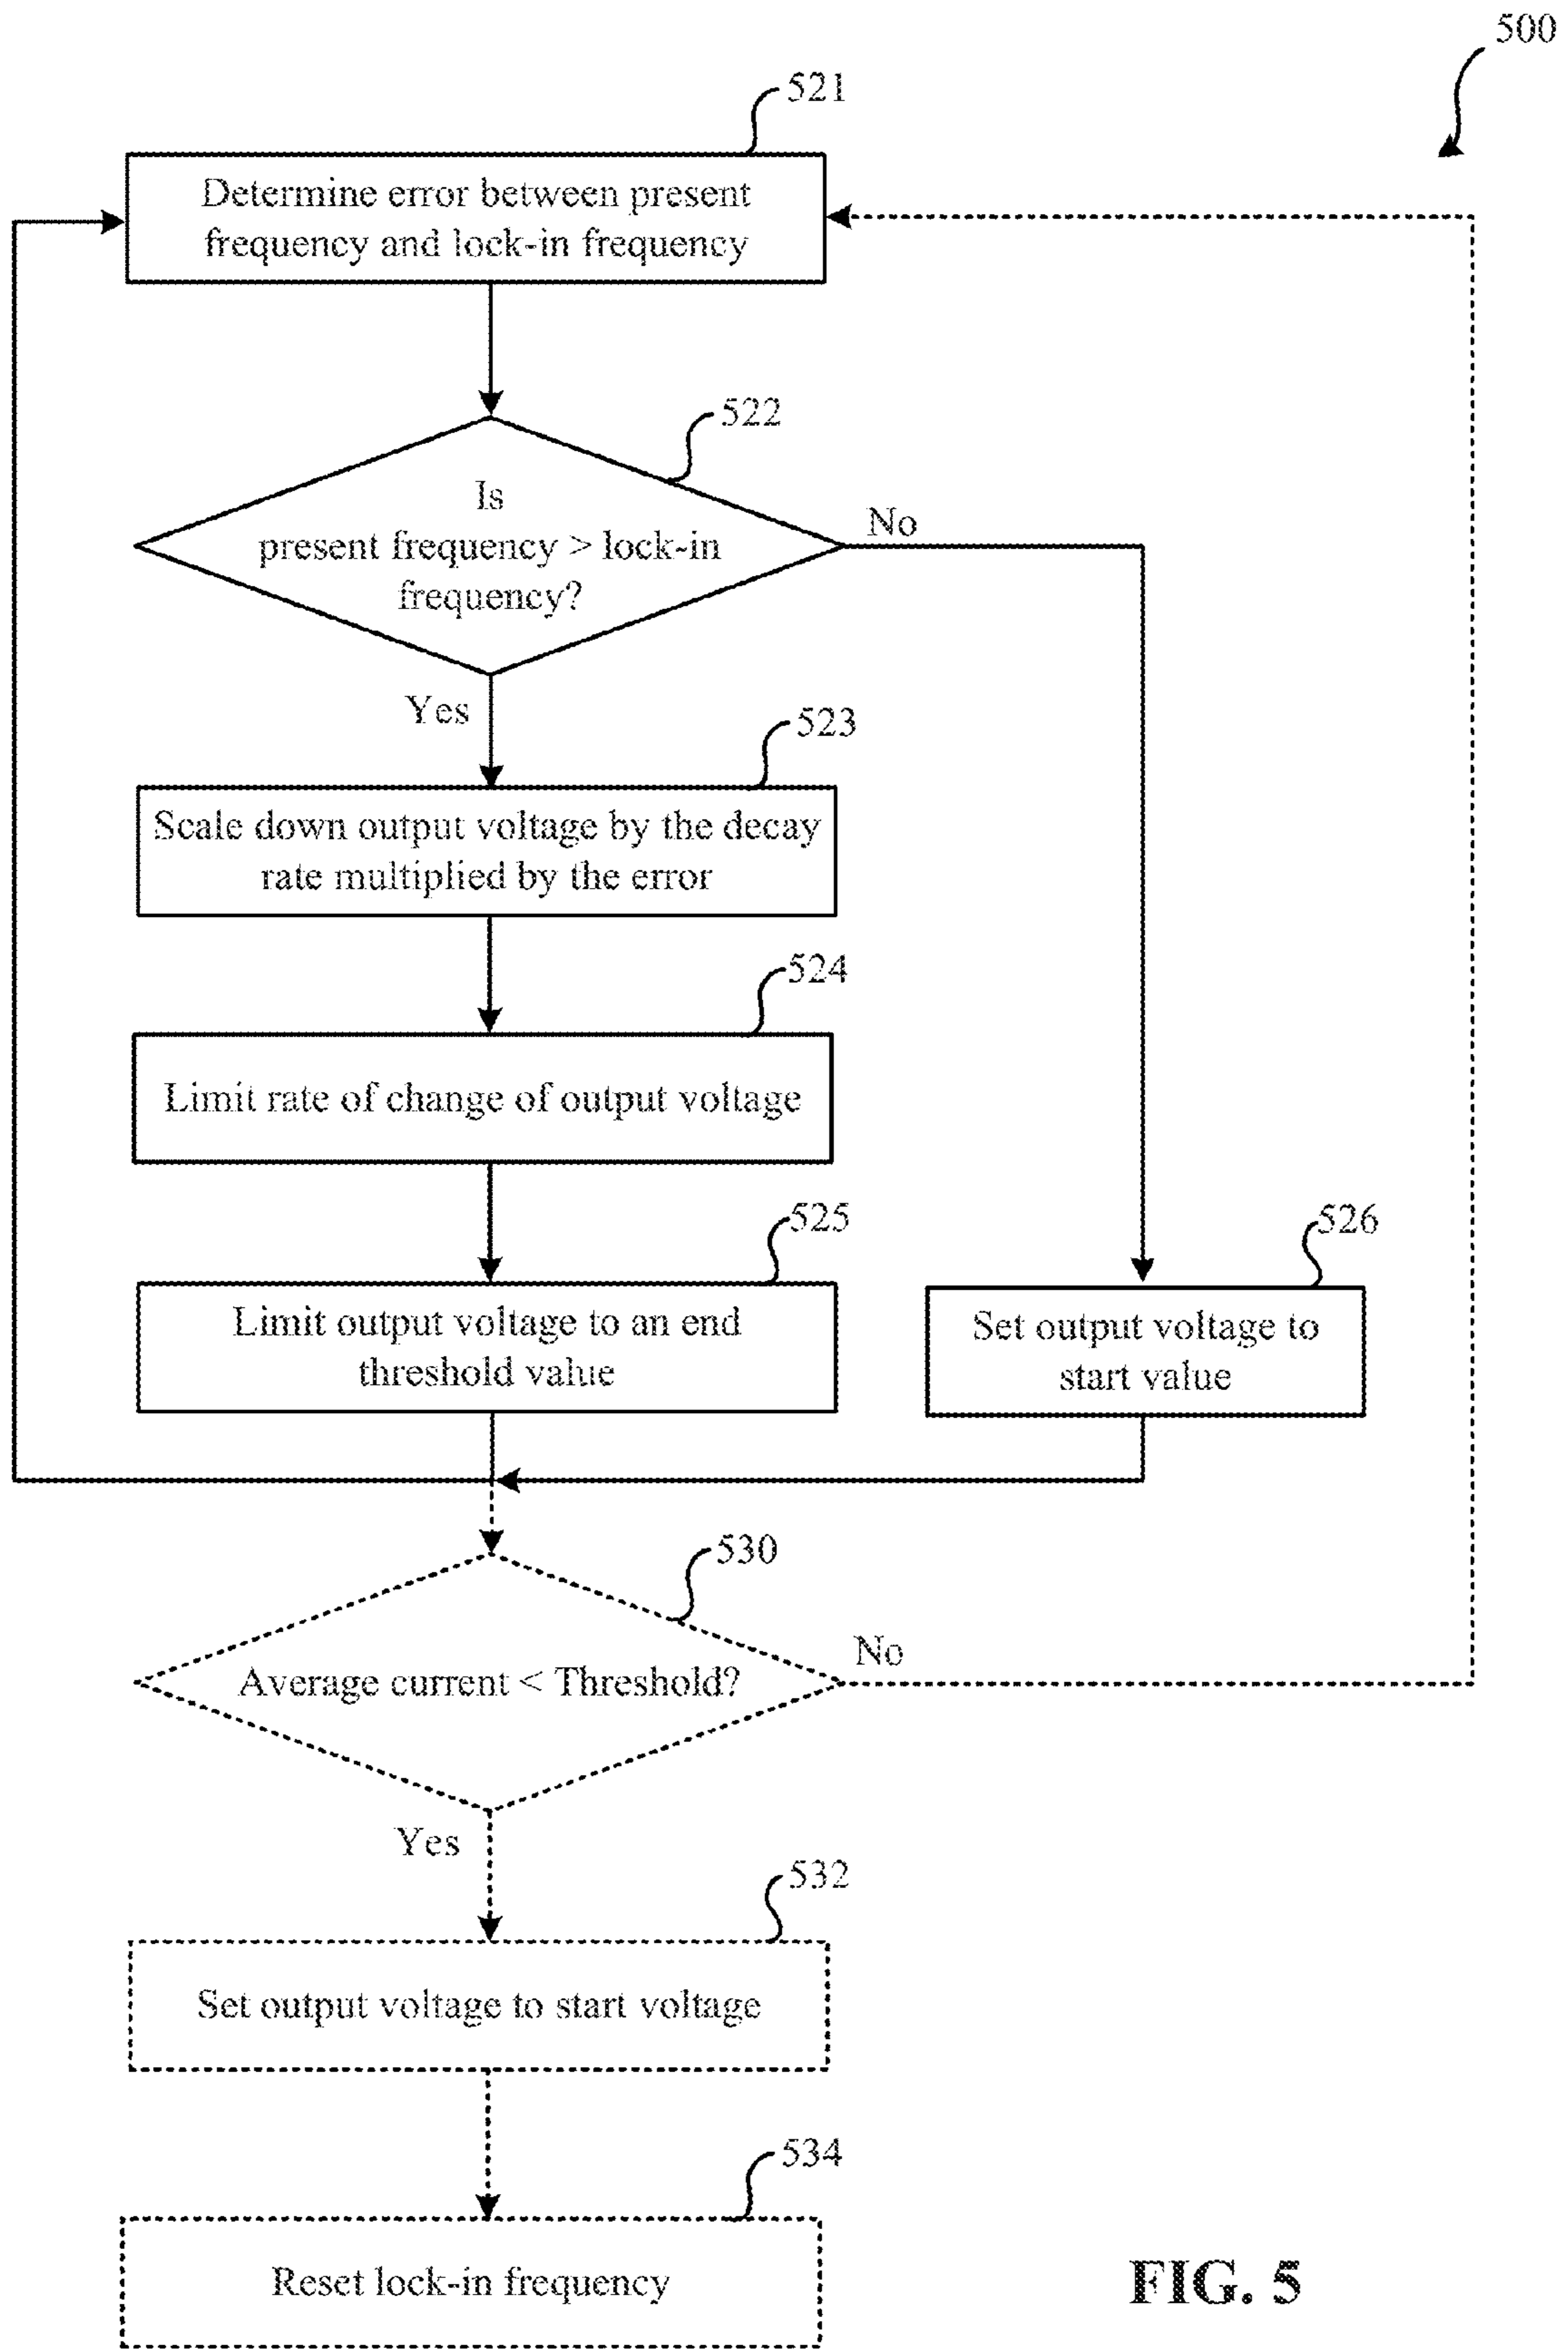 500
521
Determine error between present
frequency and lock-in frequency
522
Is
present frequency > lock-in
frequency?
No
Yes
523
Scale down output voltage by the decay
rate multiplied by the error
524
Limit rate of change of output voltage
525
Limit output voltage to an end
threshold value
526
Set output voltage to
start value
530
Average current < Threshold?
No
Yes
532
Set output voltage to start voltage
534
Reset lock-in frequency
FIG. 5